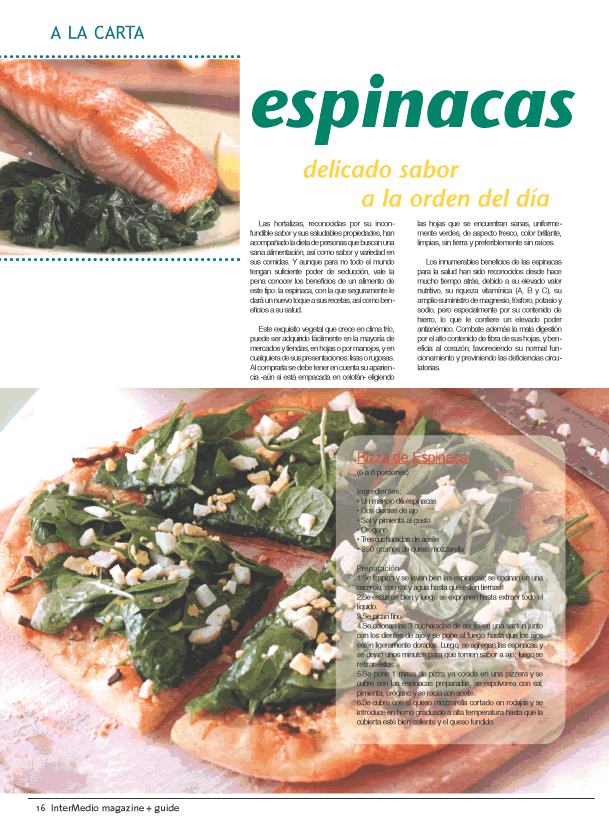 A LA CARTA
espinacas
delicado sabor
a la orden del día
Las hortalizas, reconocidas por su incon-
fundible sabor y sus saludables propiedades, han
acompañado la dieta de personas que buscan una
sana alimentación, así como sabor y variedad en
sus comidas. Y aunque para no todo el mundo
tengan suficiente poder de seducción, vale la
pena conocer los beneficios de un alimento de
este tipo: la espinaca, con la que seguramente le
dará un nuevo toque a sus recetas, así como ben-
eficios a su salud.
Este exquisito vegetal que crece en clima frío,
puede ser adquirido fácilmente en la mayoría de
mercados y tiendas, en hojas o por manojos, y en
cualquiera de sus presentaciones: lisas o rugosas.
Al comprarla se debe tener en cuenta su aparien-
cia -aún si está empacada en celofán- eligiendo
las hojas que se encuentran sanas, uniforme-
mente verdes, de aspecto fresco, color brillante,
limpias, sin tierra y preferiblemente sin raíces.
Los innumerables beneficios de las espinacas
para la salud han sido reconocidos desde hace
mucho tiempo atrás, debido a su elevado valor
nutritivo, su riqueza vitamínica (A, B y C), su
amplio suministro de magnesio, fósforo, potasio y
sodio, pero especialmente por su contenido de
hierro, lo que le confiere un elevado poder
antianémico. Combate además la mala digestión
por el alto contenido de fibra de sus hojas, y ben-
eficia al corazón, favoreciendo su normal fun-
cionamiento y previniendo las deficiencias circu-
latorias.
Pizza de Espinaca
(6 a 8 porciones)
Ingredientes:
• Un manojo de espinacas
• Dos dientes de ajo
• Sal y pimienta al gusto
• Orégano
• Tres cucharadas de aceite
• 250 gramos de queso mozzarella
Preparación
1.Se limpian y se lavan bien las espinacas; se cocinan en una
cacerola, con sal y agua hasta que estén tiernas.
2.Se escurren bien y luego se exprimen hasta extraer todo el
líquido.
3.Se pican fino.
4.Se colocan las 3 cucharadas de aceite en una sartén junto
con los dientes de ajo y se pone al fuego hasta que los ajos
estén ligeramente dorados. Luego, se agregan las espinacas y
se dejan unos minutos para que tomen sabor a ajo; luego se
retiran éstas.
5.Se pone 1 masa de pizza ya cocida en una pizzera y se
cubre con las espinacas preparadas, se espolvorea con sal,
pimienta, orégano y se rocía con aceite.
6.Se cubre con el queso mozzarella cortado en rodajas y se
introduce en horno graduado a alta temperatura hasta que la
cubierta esté bien caliente y el queso fundido.
16 InterMedio magazine + guide